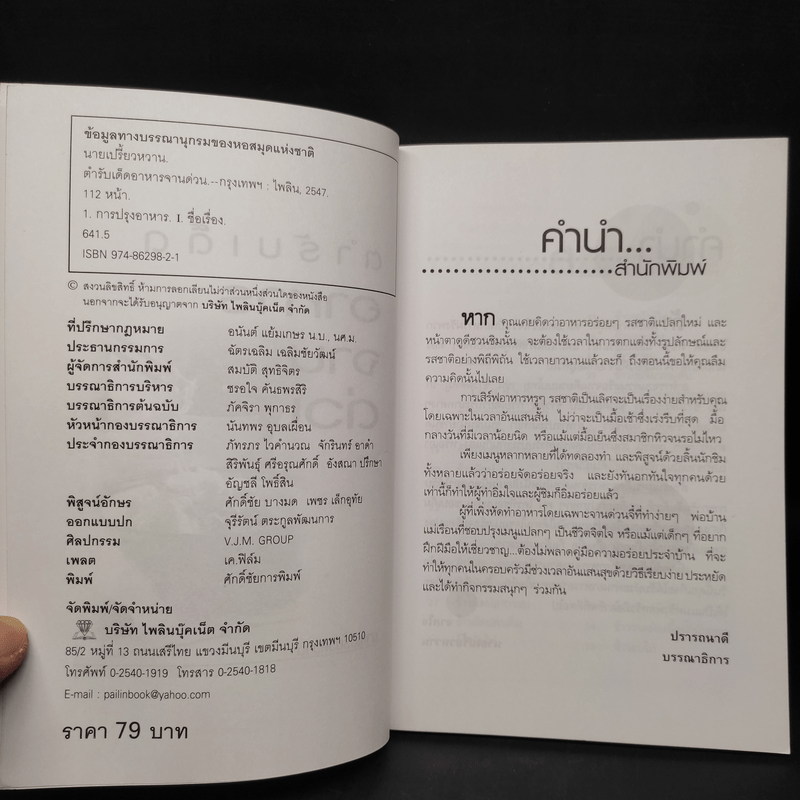 ข้อมูลทางบรรณานุกรมของหอสมุดแห่งชาติ
นายเปรี้ยวหวาน.
ตำรับเด็ดอาหารจานด่วน.--กรุงเทพฯ : ไพลิน, 2547.
112 หน้า.
1. การปรุงอาหาร. I. ชื่อเรื่อง.
641.5
ISBN 974-86298-2-1
© สงวนลิขสิทธิ์ ห้ามการลอกเลียนไม่ว่าส่วนหนึ่งส่วนใดของหนังสือ
นอกจากจะได้รับอนุญาตจาก บริษัท ไพลินบุ๊คเน็ต จำกัด
ที่ปรึกษากฎหมาย อนันต์ แย้มเกษร น.บ., นศ.ม.
ประธานกรรมการ ฉัตรเฉลิม เฉลิมชัยวัฒน์
ผู้จัดการสำนักพิมพ์ สมบัติ สุทธิจิตร
บรรณาธิการบริหาร ชรอใจ คันธพรสิริ
บรรณาธิการต้นฉบับ ภัคจิรา พุกาธร
หัวหน้ากองบรรณาธิการ นันทพร อุบลเผื่อน
ประจำกองบรรณาธิการ ภัทรภร ไวคำนวณ จักรินทร์ อาคำ
สิริพันธุ์ ศรีอรุณศักดิ์ อังสณา ปรึกษา
อัญชลี โพธิ์สิน
พิสูจน์อักษร ศักดิ์ชัย บางมด เพชร เล็กอุทัย
ออกแบบปก จุรีรัตน์ ตระกูลพัฒนการ
ศิลปกรรม V.J.M. GROUP
เพลต เค.ฟิล์ม
พิมพ์ ศักดิ์ชัยการพิมพ์
จัดพิมพ์/จัดจำหน่าย
บริษัท ไพลินบุ๊คเน็ต จำกัด
85/2 หมู่ที่ 13 ถนนเสรีไทย แขวงมีนบุรี เขตมีนบุรี กรุงเทพฯ 10510
โทรศัพท์ 0-2540-1919 โทรสาร 0-2540-1818
E-mail : pailinbook@yahoo.com
ราคา 79 บาท
คำนำ...
......................สำนักพิมพ์
หาก คุณเคยคิดว่าอาหารอร่อยๆ รสชาติแปลกใหม่ และ
หน้าตาดูดีชวนชิมนั้น จะต้องใช้เวลาในการตกแต่งทั้งรูปลักษณ์และ
รสชาติอย่างพิถีพิถัน ใช้เวลายาวนานแล้วละก็ ถึงตอนนี้ขอให้คุณลืม
ความคิดนั้นไปเลย
การเสิร์ฟอาหารหรูๆ รสชาติเป็นเลิศจะเป็นเรื่องง่ายสำหรับคุณ
โดยเฉพาะในเวลาอันแสนสั้น ไม่ว่าจะเป็นมื้อเช้าซึ่งเร่งรีบที่สุด มื้อ
กลางวันที่มีเวลาน้อยนิด หรือแม้แต่มื้อเย็นซึ่งสมาชิกหิวจนรอไม่ไหว
เพียงเมนูหลากหลายที่ได้ทดลองทำ และพิสูจน์ด้วยลิ้นนักชิม
ทั้งหลายแล้วว่าอร่อยจัดอร่อยจริง และยังทันอกทันใจทุกคนด้วย
เท่านี้ก็ทำให้ผู้ทำอิ่มใจและผู้ชิมก็อิ่มอร่อยแล้ว
ผู้ที่เพิ่งหัดทำอาหารโดยเฉพาะจานด่วนจี๋ที่ทำง่ายๆ พ่อบ้าน
แม่เรือนที่ชอบปรุงเมนูแปลกๆ เป็นชีวิตจิตใจ หรือแม้แต่เด็กๆ ที่อยาก
ฝึกฝีมือให้เชี่ยวชาญ...ต้องไม่พลาดคู่มือความอร่อยประจำบ้าน ที่จะ
ทำให้ทุกคนในครอบครัวมีช่วงเวลาอันแสนสุขด้วยวิธีเรียบง่าย ประหยัด
และได้ทำกิจกรรมสนุกๆ ร่วมกัน
ปรารถนาดี
บรรณาธิการ